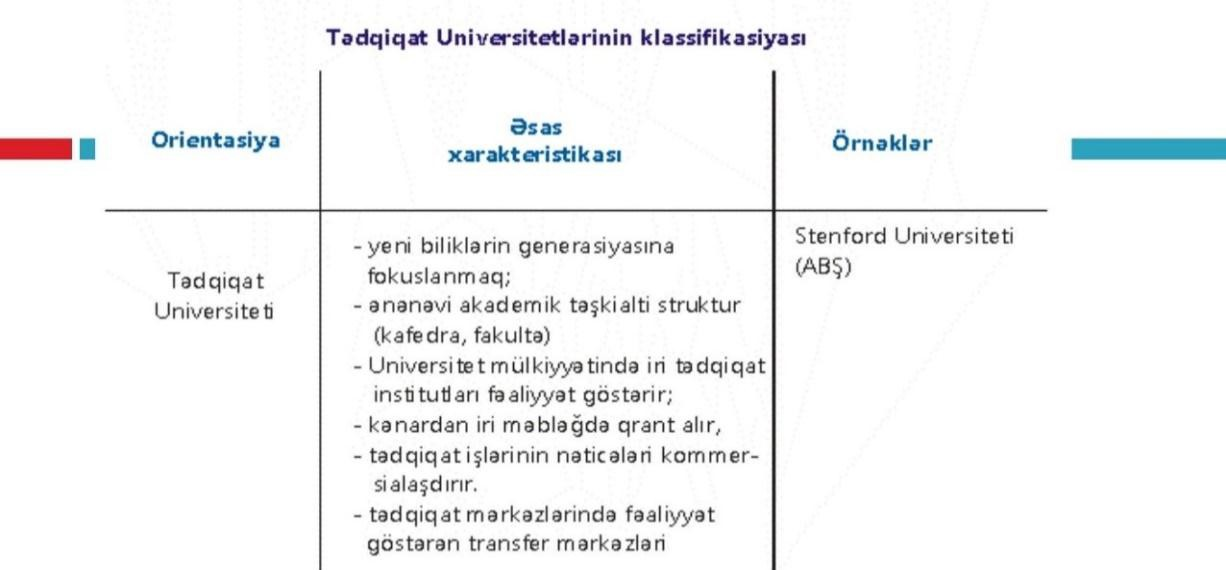 Tədqiqat Universitetlərinin klassifikasiyası
Orientasiya
Əsas
xarakteristikası
Örnəklər
Tədqiqat
Universiteti
- yeni biliklərin generasiyasına
fokuslanmaq;
- ənənəvi akademik təşkialti struktur
(kafedra, fakultə)
- Universitet mülkiyyətində iri tədqiqat
institutları fəaliyyət göstərir;
- kənardan iri məbləğdə qrant alır,
- tədqiqat işlərinin nəticələri kommer-
sialaşdırır.
- tədqiqat mərkəzlərində fəaliyyət
göstərən transfer mərkəzləri
Stenford Universiteti
(ABŞ)